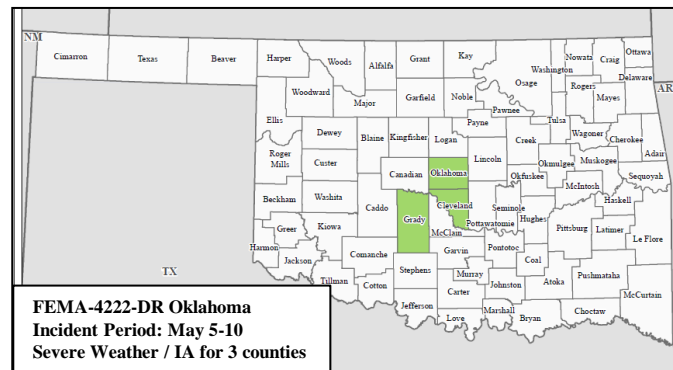 NM
Cimarron
Texas
Beaver
Harper
Woods
Alfalfa
Grant
Kay
Nowata
Craig
Ottawa
Washington
Osage
Rogers
Delaware
Woodward
Major
Garfield
Noble
Pawnee
Mayes
AR
Ellis
Dewey
Blaine
Kingfisher
Logan
Payne
Creek
Tulsa
Wagoner
Cherokee
Adair
Roger
Mills
Custer
Canadian
Oklahoma
Lincoln
Okfuskee
Okmulgee
Muskogee
Sequoyah
McIntosh
Beckham
Washita
Caddo
Grady
Cleveland
Pottawatomie
Seminole
Hughes
Haskell
Pittsburg
Latimer
Le Flore
Greer
Kiowa
McClain
Harmon
Jackson
Comanche
Garvin
Pontotoc
Coal
TX
Tillman
Cotton
Stephens
Murray
Johnston
Atoka
Pushmataha
McCurtain
Jefferson
Carter
Love
Marshall
Bryan
Choctaw
FEMA-4222-DR Oklahoma
Incident Period: May 5-10
Severe Weather / IA for 3 counties